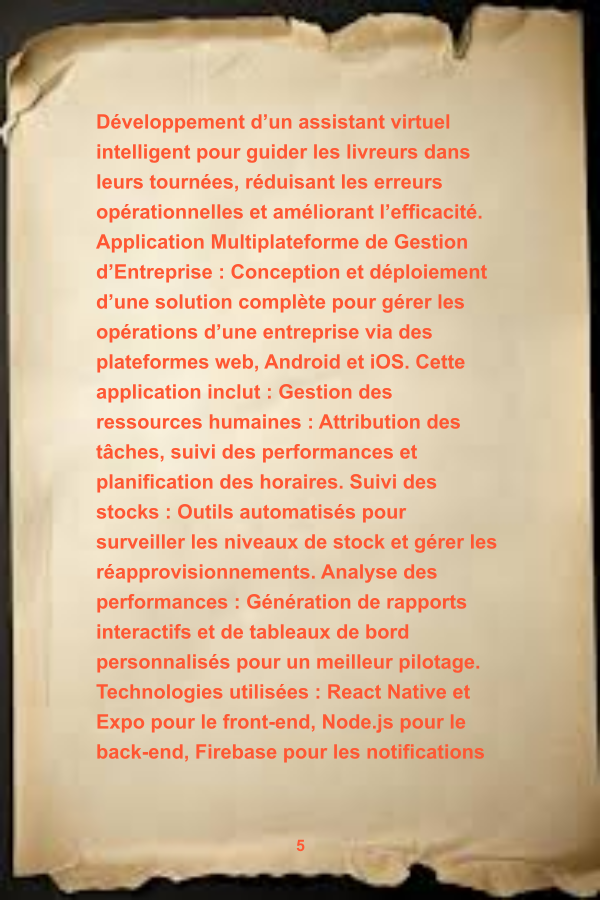 Développement d’un assistant virtuel
intelligent pour guider les livreurs dans
leurs tournées, réduisant les erreurs
opérationnelles et améliorant l’efficacité.
Application Multiplateforme de Gestion
d’Entreprise : Conception et déploiement
d’une solution complète pour gérer les
opérations d’une entreprise via des
plateformes web, Android et iOS. Cette
application inclut : Gestion des
ressources humaines : Attribution des
tâches, suivi des performances et
planification des horaires. Suivi des
stocks : Outils automatisés pour
surveiller les niveaux de stock et gérer les
réapprovisionnements. Analyse des
performances : Génération de rapports
interactifs et de tableaux de bord
personnalisés pour un meilleur pilotage.
Technologies utilisées : React Native et
Expo pour le front-end, Node.js pour le
back-end, Firebase pour les notifications
5